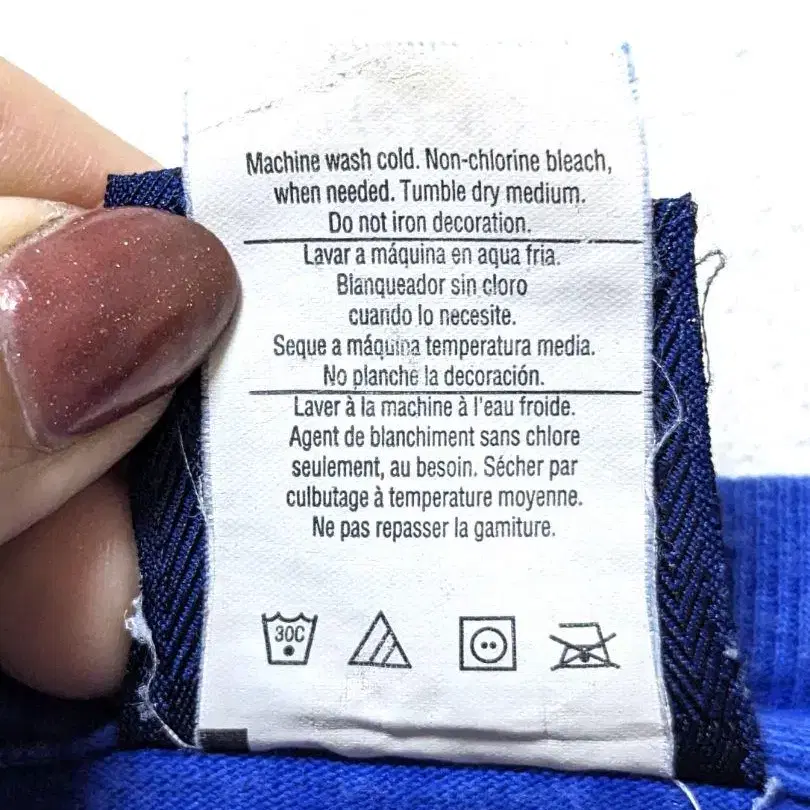 Machine wash cold. Non-chlorine bleach,
when needed. Tumble dry medium.
Do not iron decoration.
Lavar a máquina en aqua fria.
Blanqueador sin cloro
cuando lo necesite.
Seque a máquina temperatura media.
No planche la decoración.
Laver à la machine à l'eau froide.
Agent de blanchiment sans chlore
seulement, au besoin. Sécher par
culbutage à temperature moyenne.
Ne pas repasser la gamiture.
30C